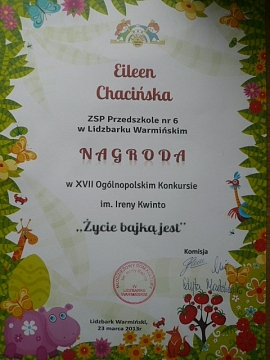 Eileen
Chacińska
ZSP Przedszkole nr 6
w Lidzbarku Warmińskim
NAGRODA
w XVII Ogólnopolskim Konkursie
im. Ireny Kwinto
,,Życie bajką jest"
Komisja
Lidzbark Warmiński,
23 marca 2013r